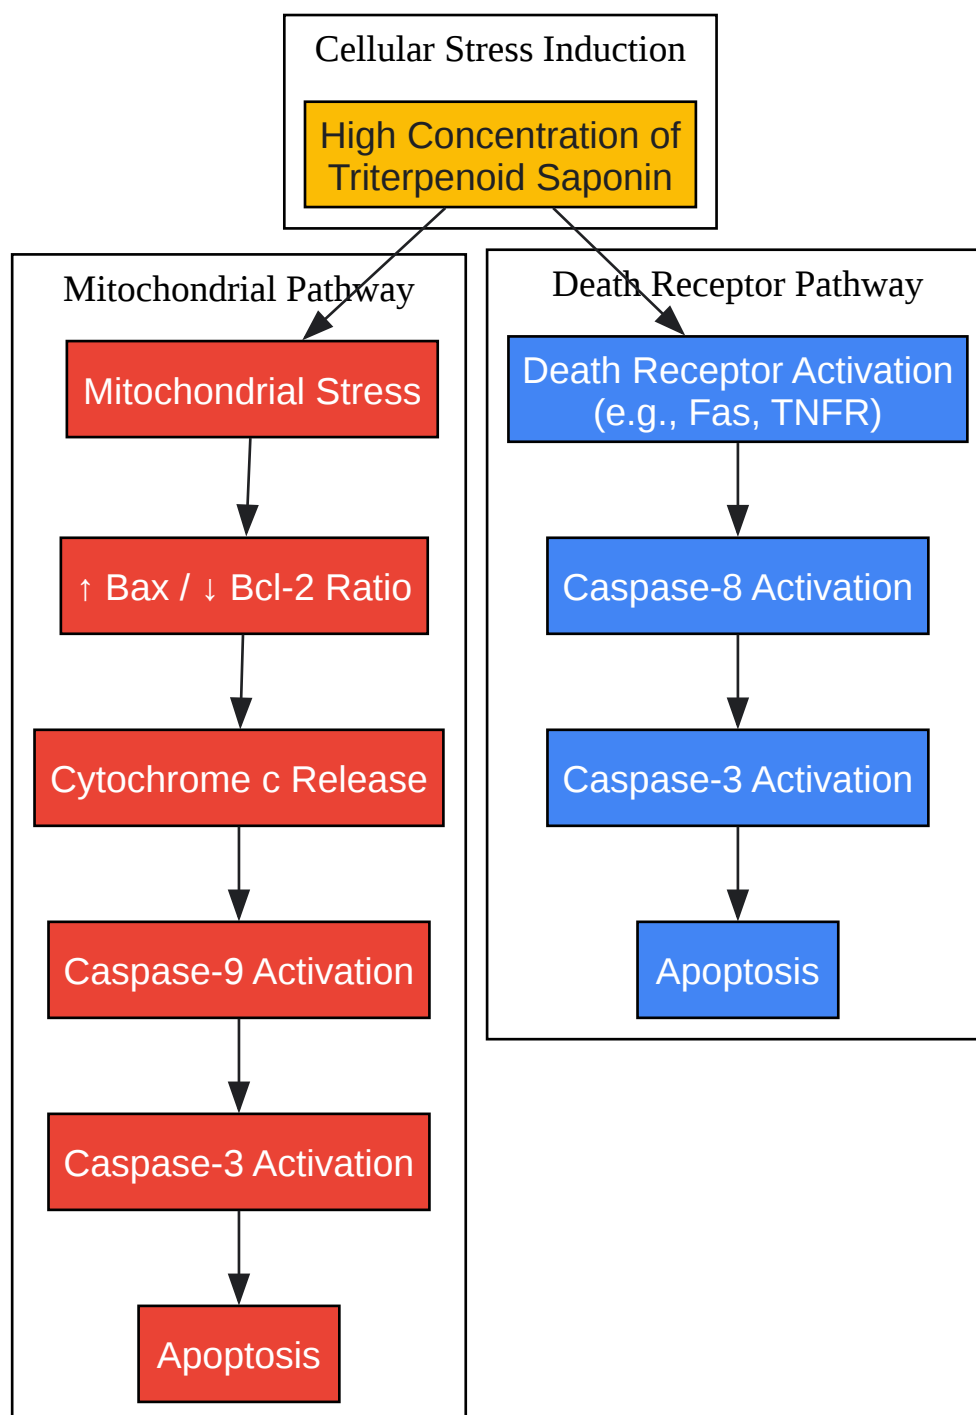 Cellular Stress Induction
High Concentration of
Triterpenoid Saponin
Mitochondrial Pathway
Mitochondrial Stress
↑ Bax / ↓ Bcl-2 Ratio
Cytochrome c Release
Caspase-9 Activation
Caspase-3 Activation
Apoptosis
Death Receptor Pathway
Death Receptor Activation
(e.g., Fas, TNFR)
Caspase-8 Activation
Caspase-3 Activation
Apoptosis